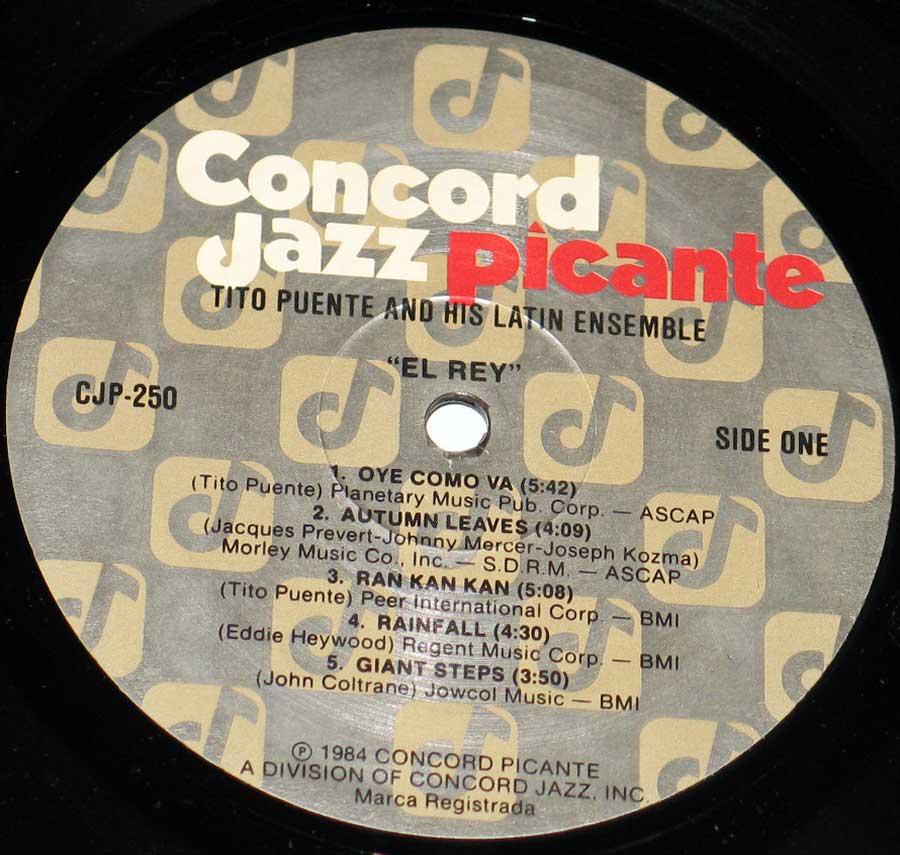 Concord
Jazz Picante
TITO PUENTE AND HIS LATIN ENSEMBLE
"EL REY"
CJP-250
SIDE ONE
1. OYE COMO VA (5:42)
(Tito Puente) Planetary Music Pub. Corp. — ASCAP
2. AUTUMN LEAVES (4:09)
(Jacques Prevert-Johnny Mercer-Joseph Kozma)
Morley Music Co., Inc. — S.D.R.M. — ASCAP
3. RAN KAN KAN (5:08)
(Tito Puente) Peer International Corp. — BMI
4. RAINFALL (4:30)
(Eddie Heywood) Regent Music Corp. — BMI
5. GIANT STEPS (3:50)
(John Coltrane) Jowcol Music — BMI
℗ 1984 CONCORD PICANTE
A DIVISION OF CONCORD JAZZ, INC.
Marca Registrada